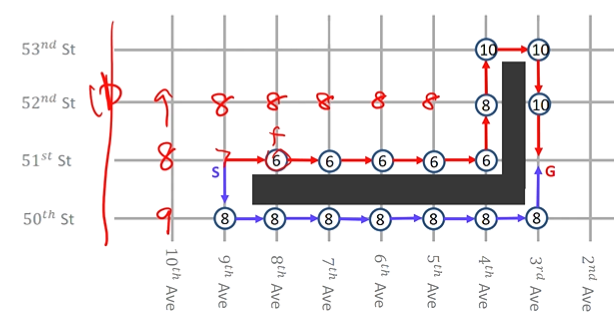 53ʳᵈ St 10 10
52ⁿᵈ St 9 8 8 8 8 8 8 10
f
51ˢᵗ St 8 7 6 6 6 6 6
S G
50ᵗʰ St 9 8 8 8 8 8 8 8
10ᵗʰ Ave
9ᵗʰ Ave
8ᵗʰ Ave
7ᵗʰ Ave
6ᵗʰ Ave
5ᵗʰ Ave
4ᵗʰ Ave
3ʳᵈ Ave
2ⁿᵈ Ave